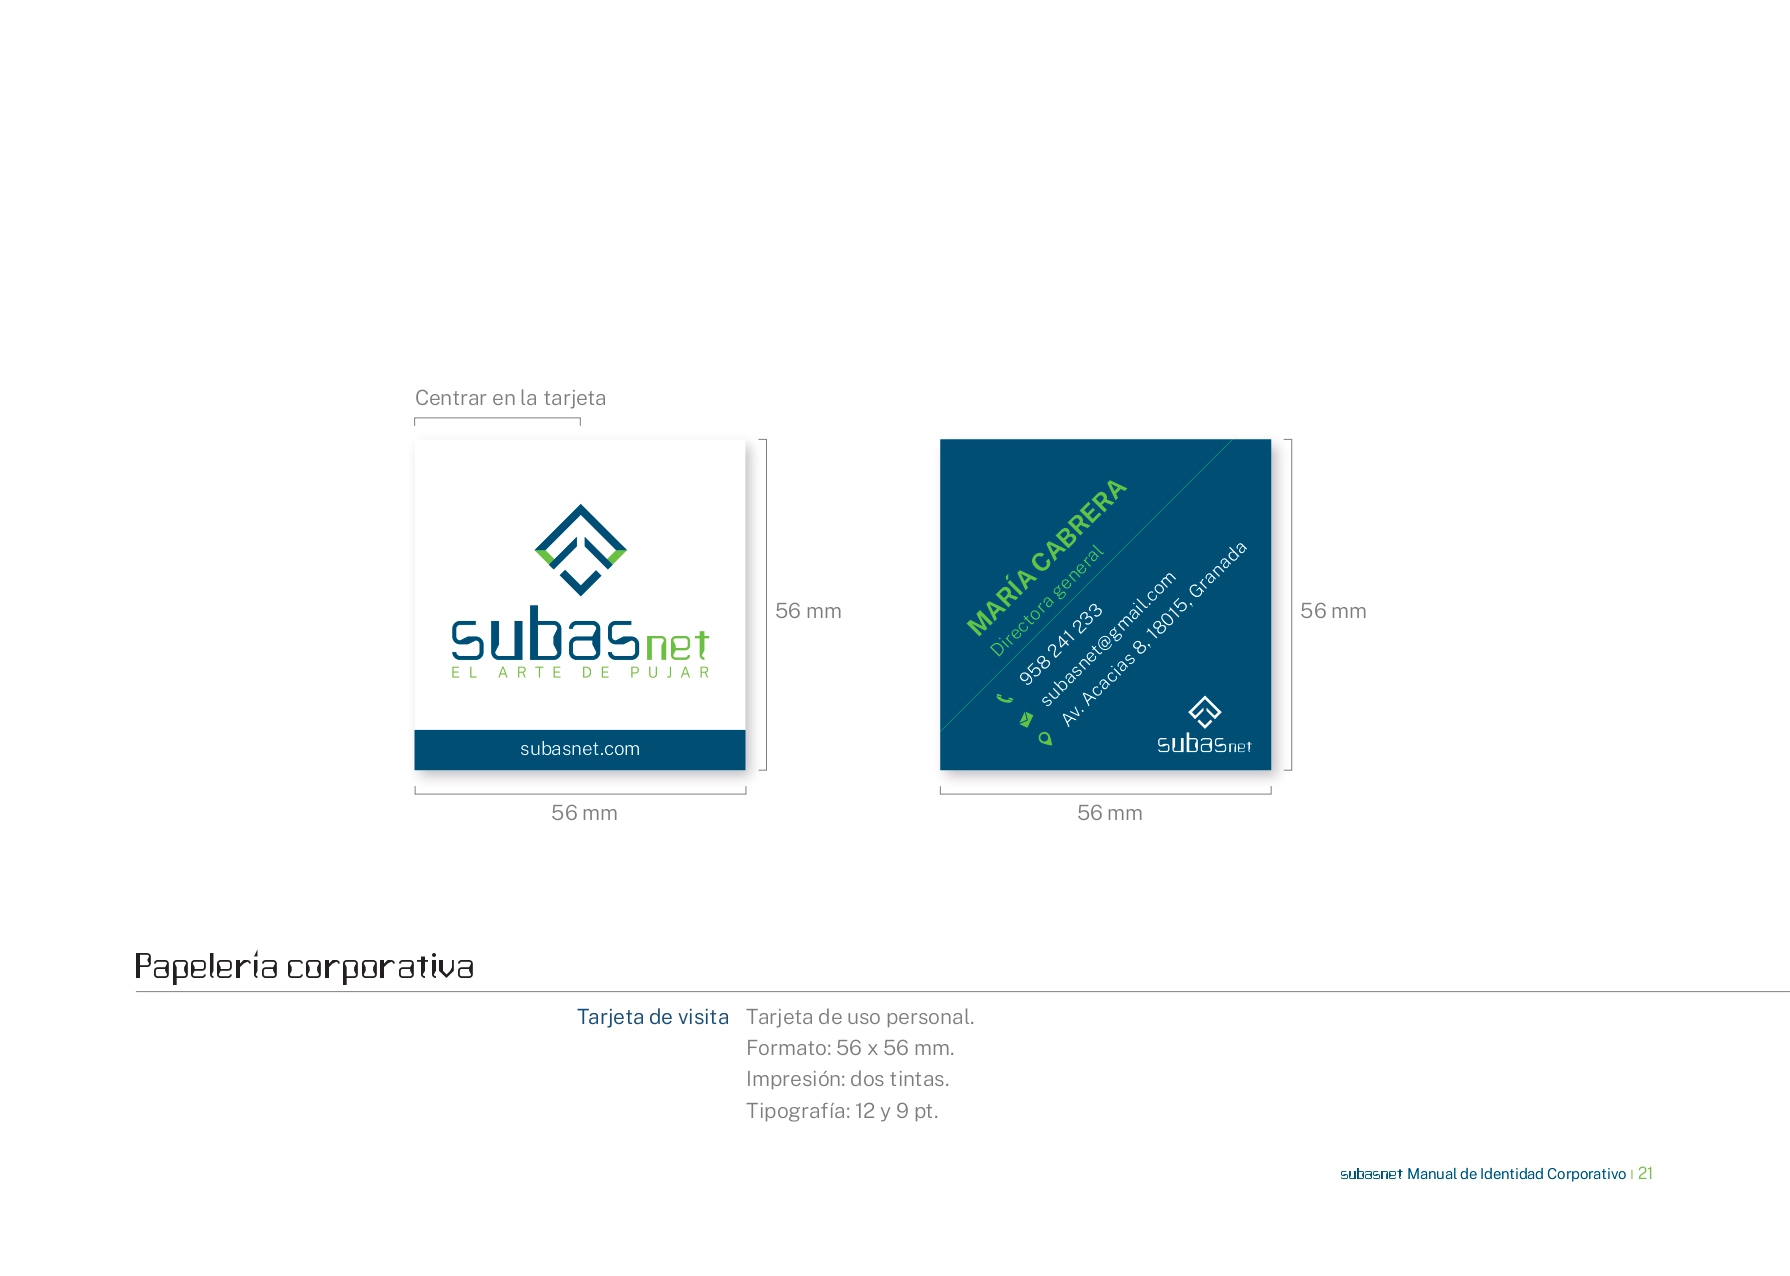 Centrar en la tarjeta
subasnet
EL ARTE DE PUJAR
subasnet.com
56 mm
56 mm
MARÍA CABRERA
Directora general
958 241 233
subasnet@gmail.com
Av. Acacias 8, 18015, Granada
subasnet
56 mm
56 mm
Papelería corporativa
Tarjeta de visita
Tarjeta de uso personal.
Formato: 56 x 56 mm.
Impresión: dos tintas.
Tipografía: 12 y 9 pt.
subasnet Manual de Identidad Corporativo | 21